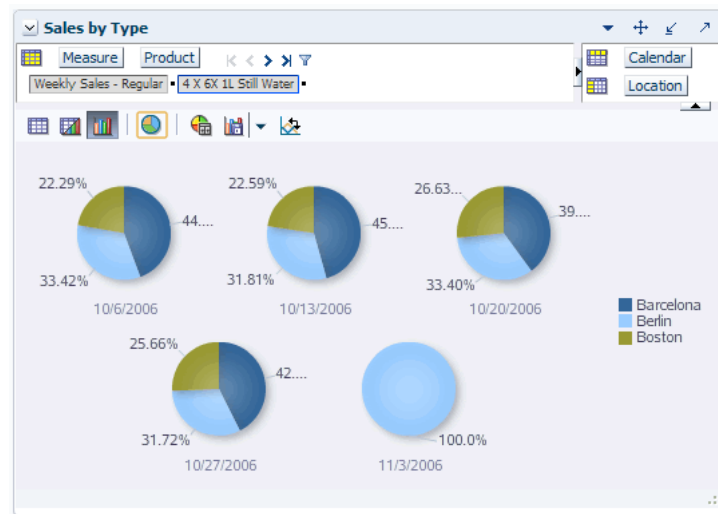 Sales by Type
Measure Product Calendar
Weekly Sales - Regular 4 X 6X 1L Still Water Location
22.29% 44....
33.42%
10/6/2006
22.59% 45....
31.81%
10/13/2006
26.63... 39....
33.40%
10/20/2006
Barcelona
Berlin
Boston
25.66% 42....
31.72%
10/27/2006
100.0%
11/3/2006